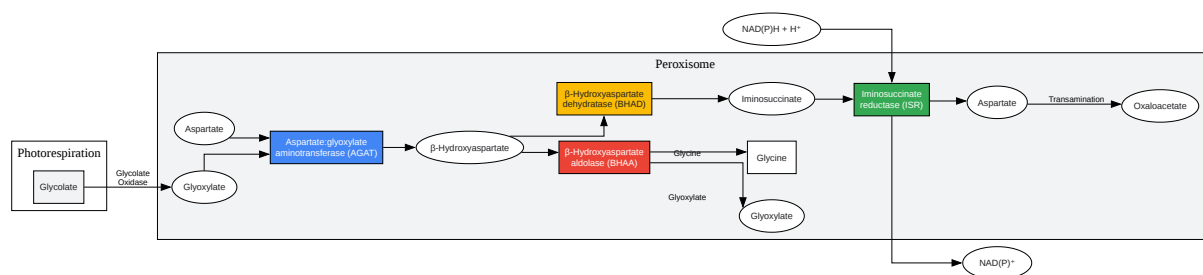 NAD(P)H + H⁺
Peroxisome
β-Hydroxyaspartate
dehydratase (BHAD)
Iminosuccinate
Iminosuccinate
reductase (ISR)
Aspartate
Transamination
Oxaloacetate
Aspartate
Aspartate:glyoxylate
aminotransferase (AGAT)
β-Hydroxyaspartate
β-Hydroxyaspartate
aldolase (BHAA)
Glycine
Glycine
Photorespiration
Glycolate
Glycolate
Oxidase
Glyoxylate
Glyoxylate
Glyoxylate
NAD(P)⁺